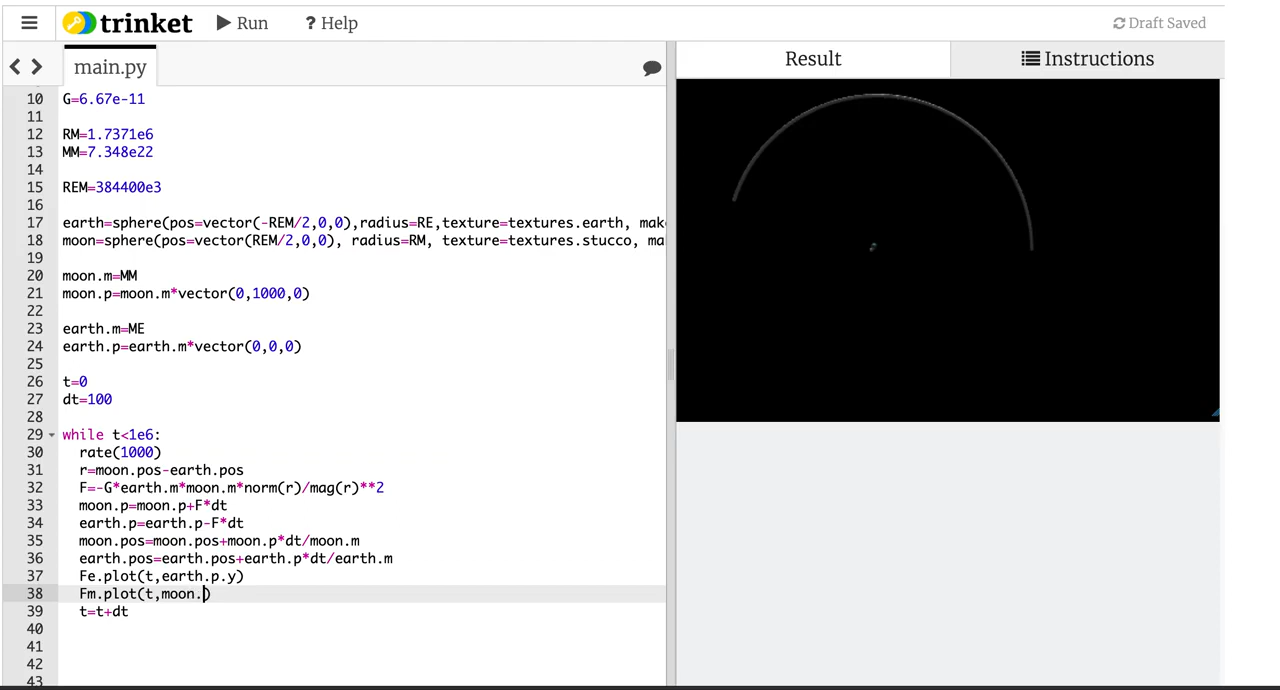 trinket Run ? Help Draft Saved
main.py Result Instructions
10 G=6.67e-11
11
12 RM=1.7371e6
13 MM=7.348e22
14
15 REM=384400e3
16
17 earth=sphere(pos=vector(-REM/2,0,0),radius=RE,texture=textures.earth, mak
18 moon=sphere(pos=vector(REM/2,0,0), radius=RM, texture=textures.stucco, ma
19
20 moon.m=MM
21 moon.p=moon.m*vector(0,1000,0)
22
23 earth.m=ME
24 earth.p=earth.m*vector(0,0,0)
25
26 t=0
27 dt=100
28
29 while t<1e6:
30 rate(1000)
31 r=moon.pos-earth.pos
32 F=-G*earth.m*moon.m*norm(r)/mag(r)**2
33 moon.p=moon.p+F*dt
34 earth.p=earth.p-F*dt
35 moon.pos=moon.pos+moon.p*dt/moon.m
36 earth.pos=earth.pos+earth.p*dt/earth.m
37 Fe.plot(t,earth.p.y)
38 Fm.plot(t,moon.)
39 t=t+dt
40
41
42
43